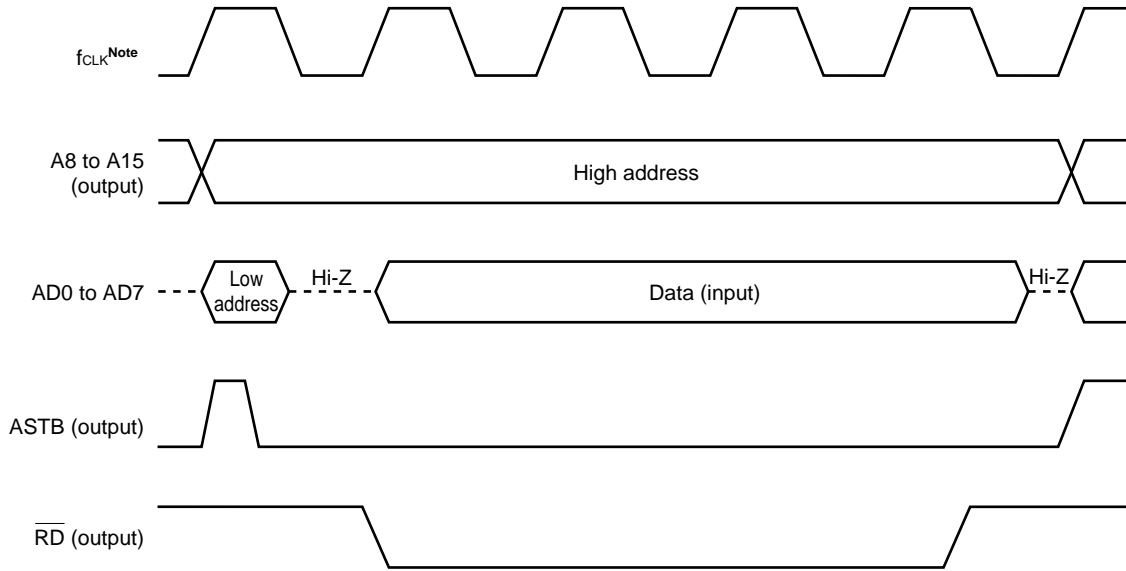 fCLKNote
A8 to A15
(output)
High address
AD0 to AD7
Low
address
Hi-Z
Data (input)
Hi-Z
ASTB (output)
RD (output)